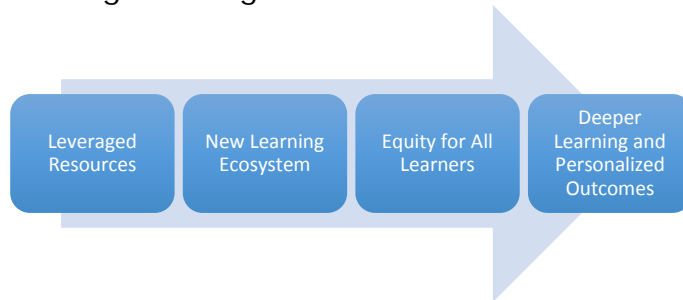 Leveraged
Resources
New Learning
Ecosystem
Equity for All
Learners
Deeper
Learning and
Personalized
Outcomes